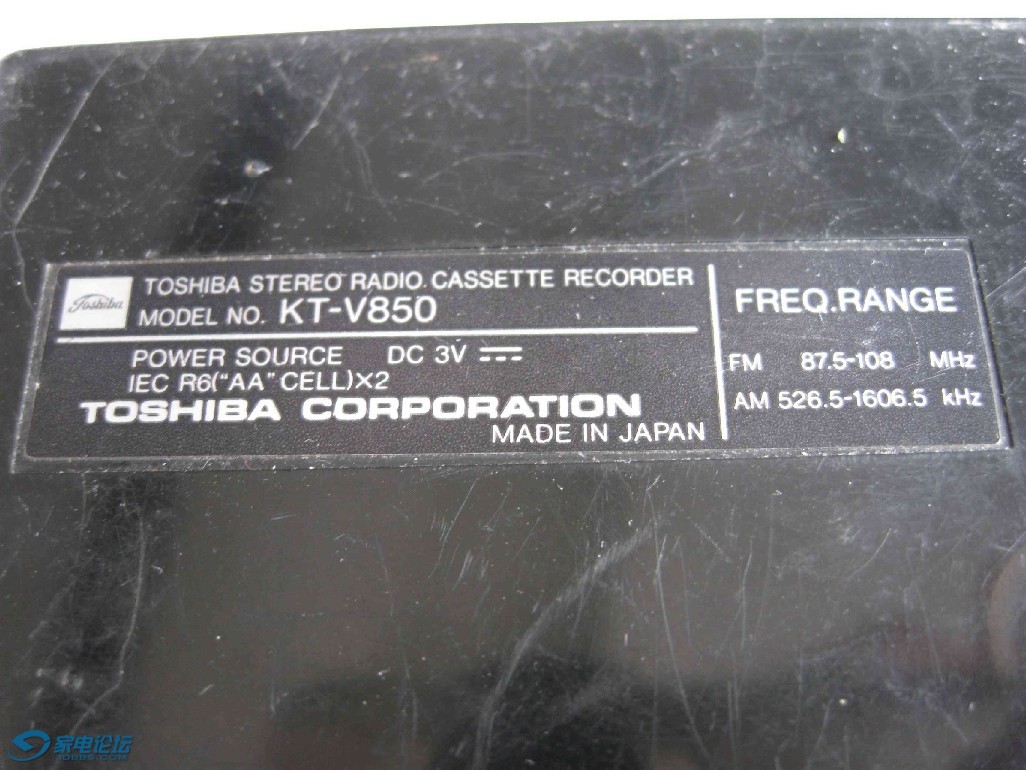 Toshiba
TOSHIBA STEREO RADIO CASSETTE RECORDER
MODEL NO. KT-V850
POWER SOURCE DC 3V ⎓
IEC R6("AA" CELL)×2
TOSHIBA CORPORATION
MADE IN JAPAN
FREQ.RANGE
FM 87.5-108 MHz
AM 526.5-1606.5 kHz
家电论坛
JDBBS.COM